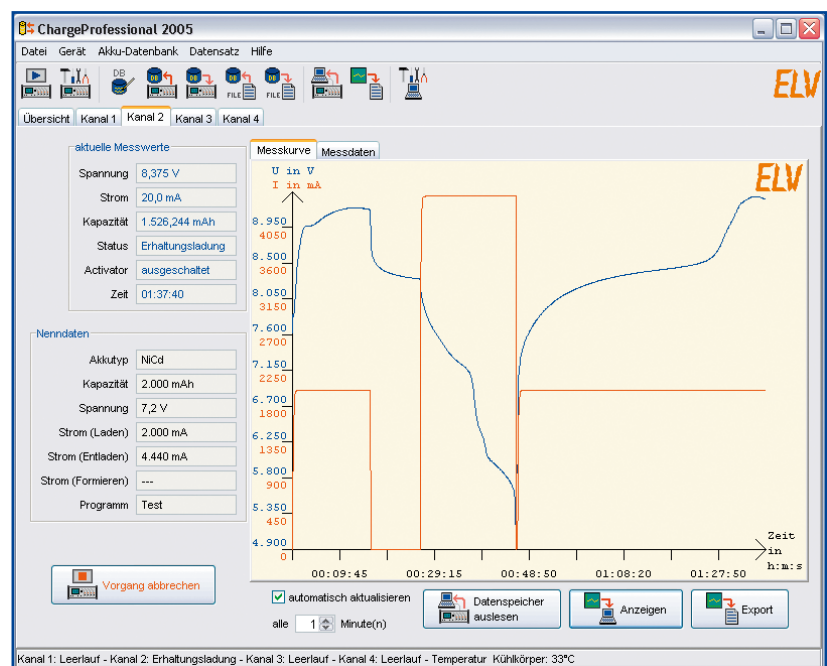 ChargeProfessional 2005
Datei Gerät Akku-Datenbank Datensatz Hilfe
DB DB DB DB DB
FILE FILE
ELV
Übersicht Kanal 1 Kanal 2 Kanal 3 Kanal 4
aktuelle Messwerte
Spannung 8,375 V
Strom 20,0 mA
Kapazität 1.526,244 mAh
Status Erhaltungsladung
Activator ausgeschaltet
Zeit 01:37:40
Nenndaten
Akkutyp NiCd
Kapazität 2.000 mAh
Spannung 7,2 V
Strom (Laden) 2.000 mA
Strom (Entladen) 4.440 mA
Strom (Formieren) ---
Programm Test
Vorgang abbrechen
Messkurve Messdaten
U in V
I in mA
ELV
8.950
4050
8.500
3600
8.050
3150
7.600
2700
7.150
2250
6.700
1800
6.250
1350
5.800
900
5.350
450
4.900
0
00:09:45 00:29:15 00:48:50 01:08:20 01:27:50
Zeit
in
h:m:s
automatisch aktualisieren
alle 1 Minute(n)
Datenspeicher
auslesen
Anzeigen
Export
Kanal 1: Leerlauf - Kanal 2: Erhaltungsladung - Kanal 3: Leerlauf - Kanal 4: Leerlauf - Temperatur Kühlkörper: 33°C